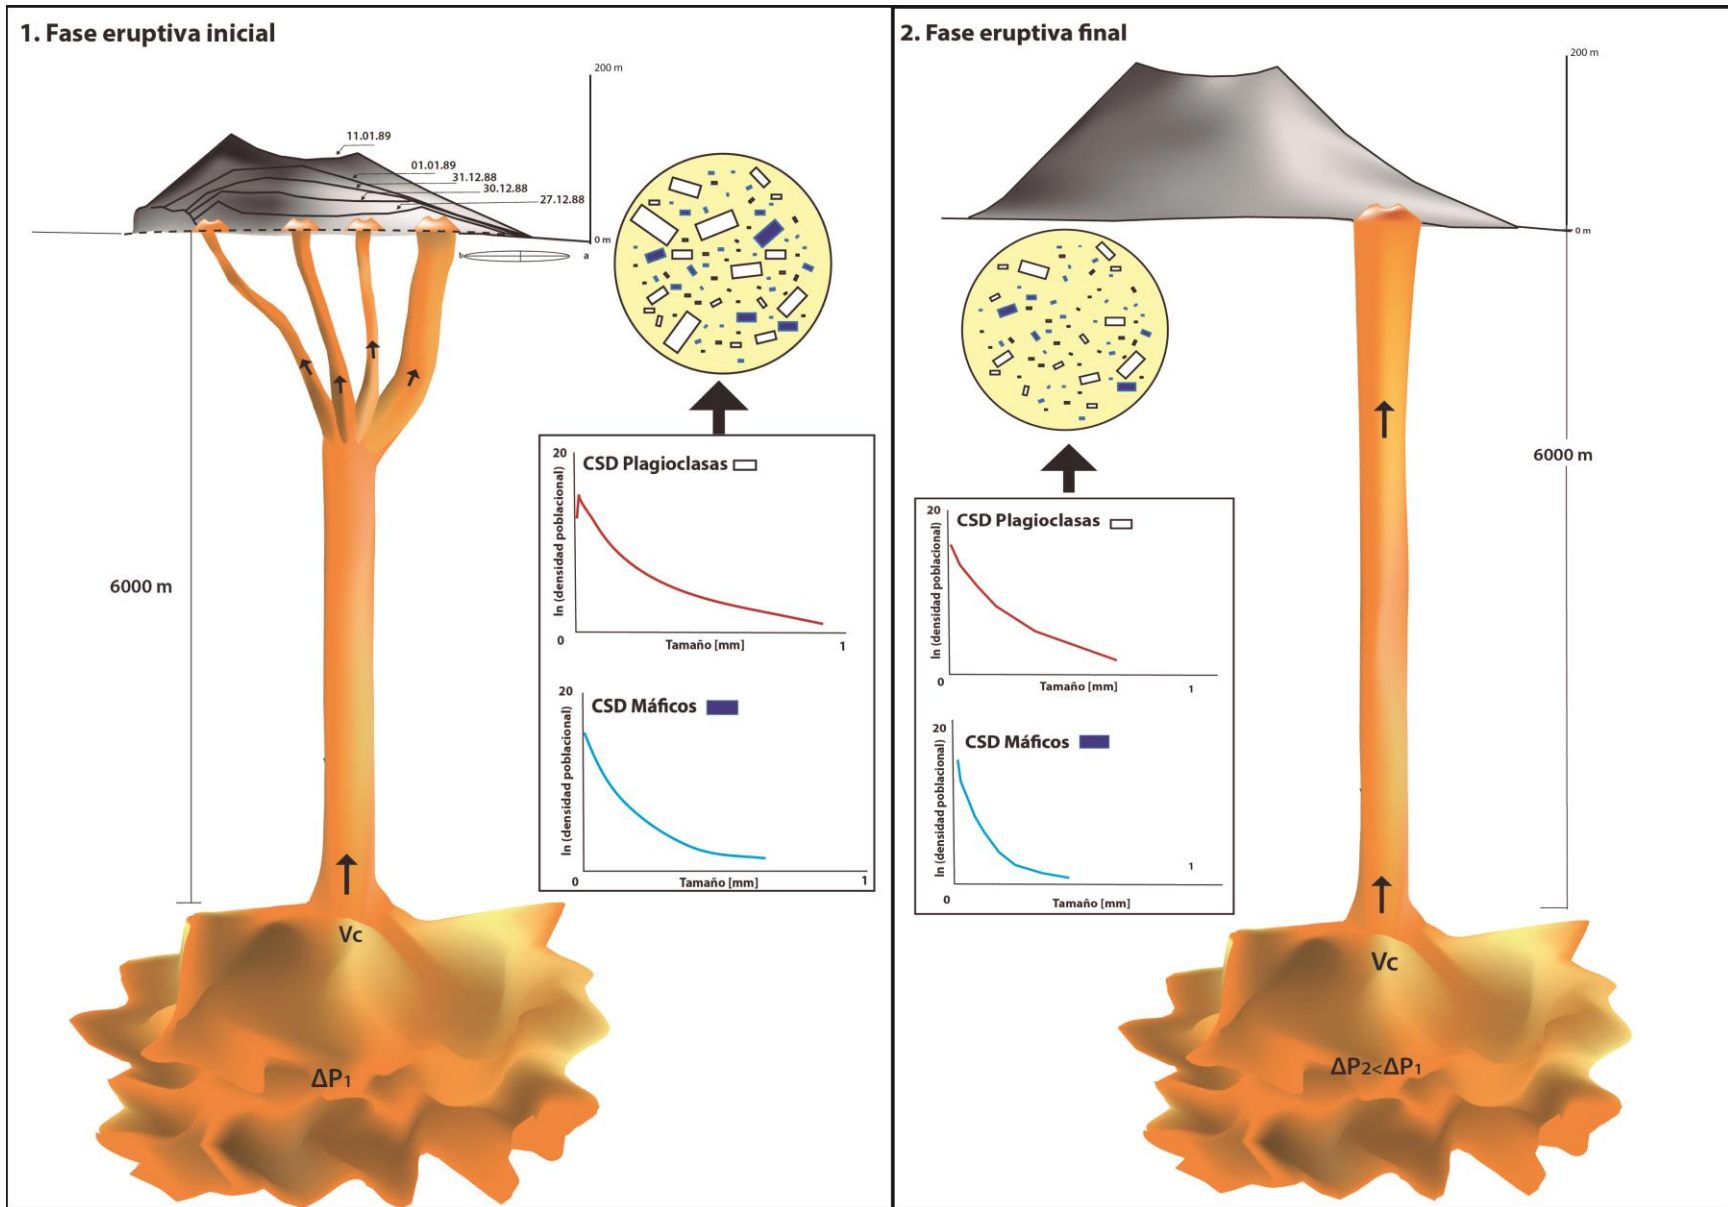 1. Fase eruptiva inicial
200 m
11.01.89
01.01.89
31.12.88
30.12.88
27.12.88
0 m
b
a
6000 m
20
CSD Plagioclasas
ln (densidad poblacional)
0
Tamaño [mm]
1
20
CSD Máficos
ln (densidad poblacional)
0
Tamaño [mm]
1
Vc
ΔP1
2. Fase eruptiva final
200 m
0 m
6000 m
20
CSD Plagioclasas
ln (densidad poblacional)
0
Tamaño [mm]
1
20
CSD Máficos
ln (densidad poblacional)
1
0
Tamaño [mm]
Vc
ΔP2<ΔP1